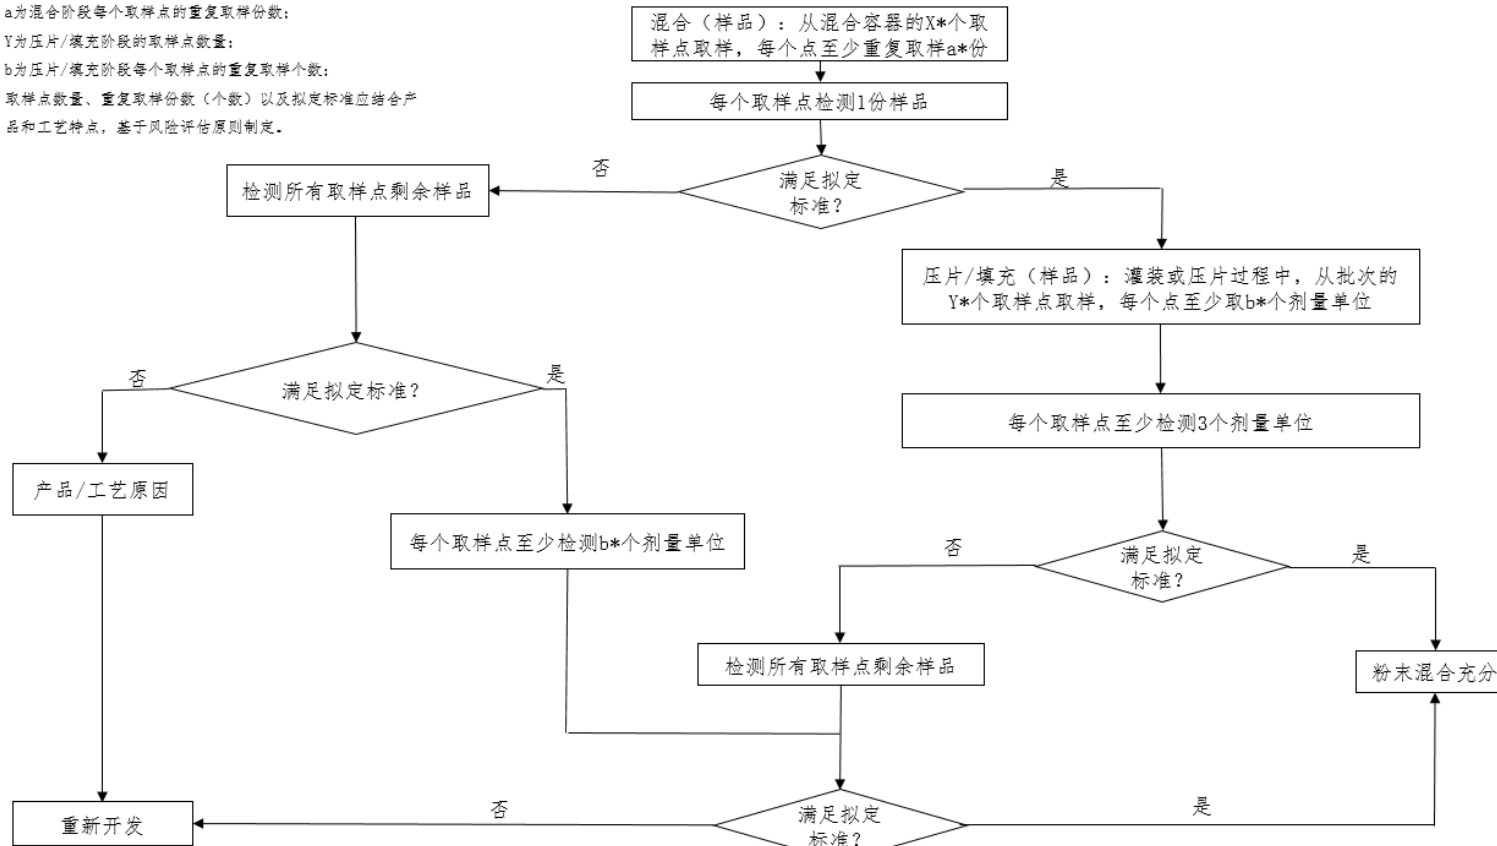 a为混合阶段每个取样点的重复取样份数;
Y为压片/填充阶段的取样点数量;
b为压片/填充阶段每个取样点的重复取样个数;
取样点数量、重复取样份数（个数）以及拟定标准应结合产
品和工艺特点，基于风险评估原则制定。
混合（样品）: 从混合容器的X*个取
样点取样，每个点至少重复取样a*份
每个取样点检测1份样品
满足拟定
标准?
否
是
检测所有取样点剩余样品
压片/填充（样品）: 灌装或压片过程中，从批次的
Y*个取样点取样，每个点至少取b*个剂量单位
满足拟定标准?
否
是
每个取样点至少检测3个剂量单位
产品/工艺原因
每个取样点至少检测b*个剂量单位
满足拟定
标准?
否
是
检测所有取样点剩余样品
粉末混合充分
满足拟定
标准?
否
是
重新开发